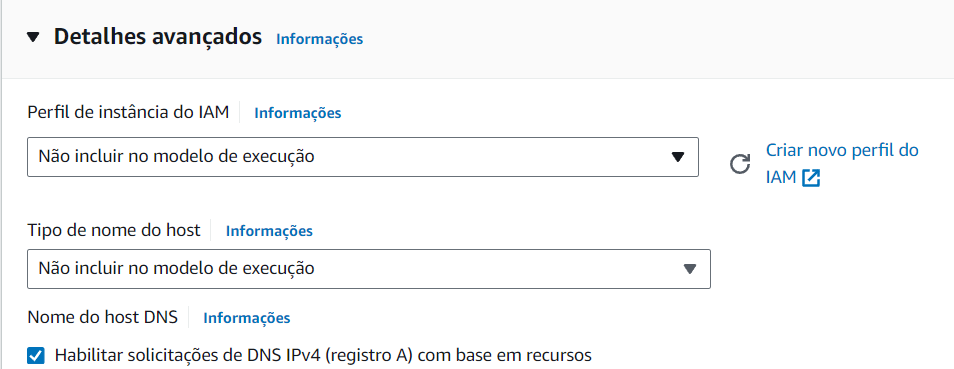 Detalhes avançados Informações
Perfil de instância do IAM Informações
Não incluir no modelo de execução
Criar novo perfil do
IAM
Tipo de nome do host Informações
Não incluir no modelo de execução
Nome do host DNS Informações
Habilitar solicitações de DNS IPv4 (registro A) com base em recursos